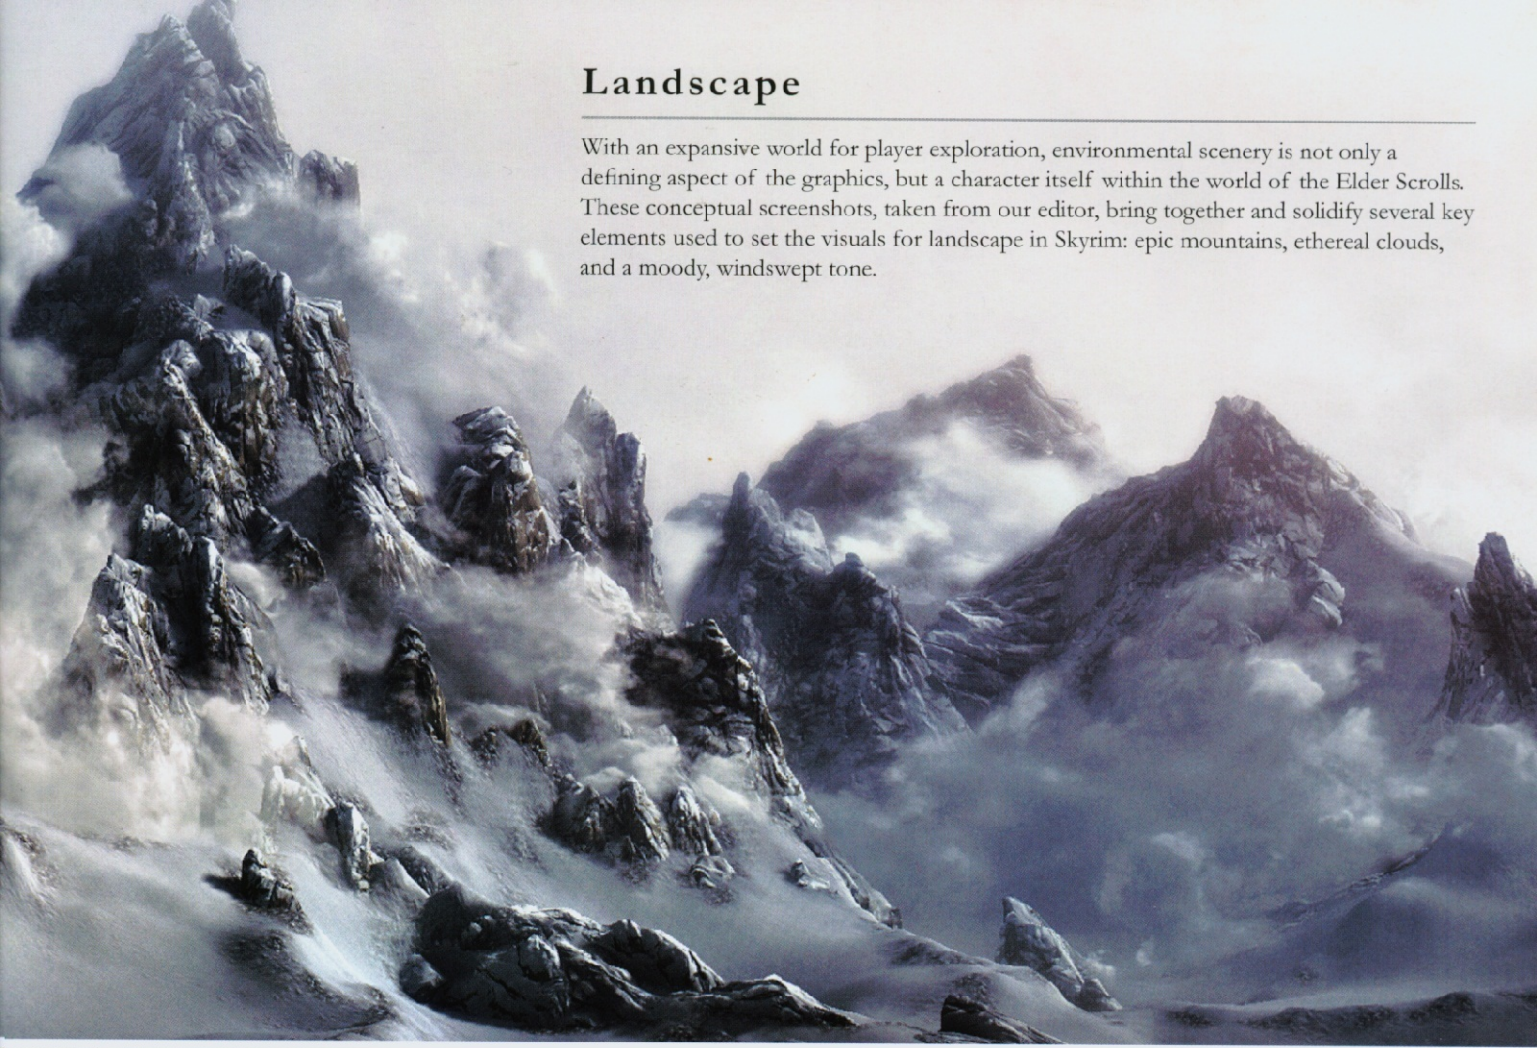 Landscape
With an expansive world for player exploration, environmental scenery is not only a
defining aspect of the graphics, but a character itself within the world of the Elder Scrolls.
These conceptual screenshots, taken from our editor, bring together and solidify several key
elements used to set the visuals for landscape in Skyrim: epic mountains, ethereal clouds,
and a moody, windswept tone.